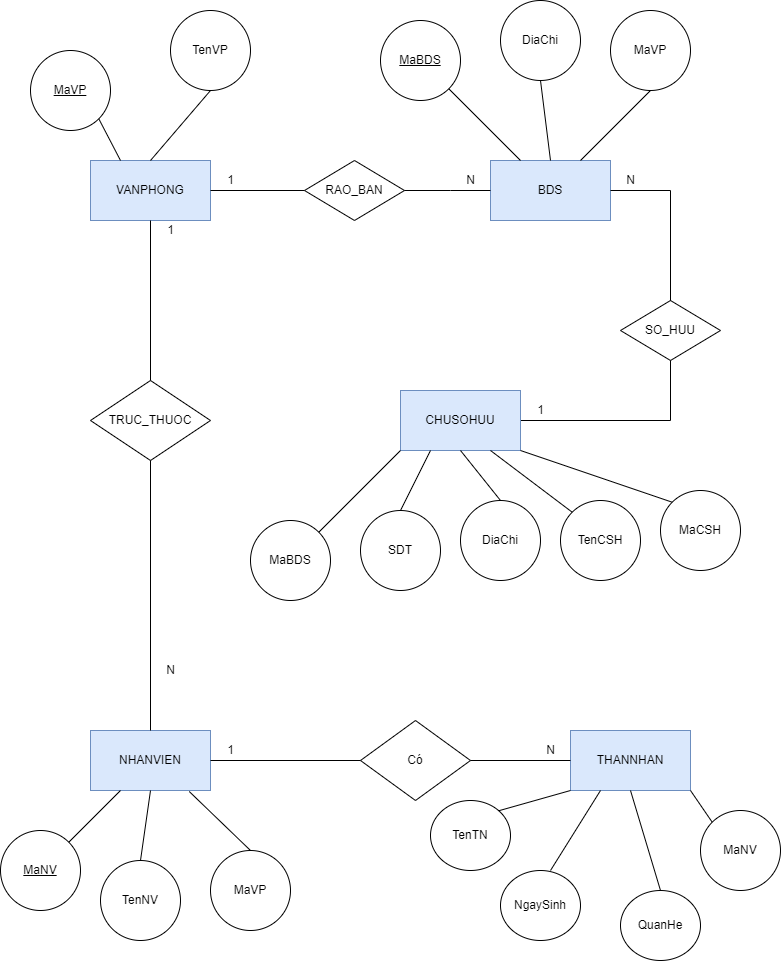 MaVP
TenVP
MaBDS
DiaChi
MaVP
VANPHONG
1
RAO_BAN
N
BDS
N
1
SO_HUU
TRUC_THUOC
CHUSOHUU
1
MaBDS
SDT
DiaChi
TenCSH
MaCSH
N
NHANVIEN
1
Có
N
THANNHAN
MaNV
TenNV
MaVP
TenTN
NgaySinh
QuanHe
MaNV